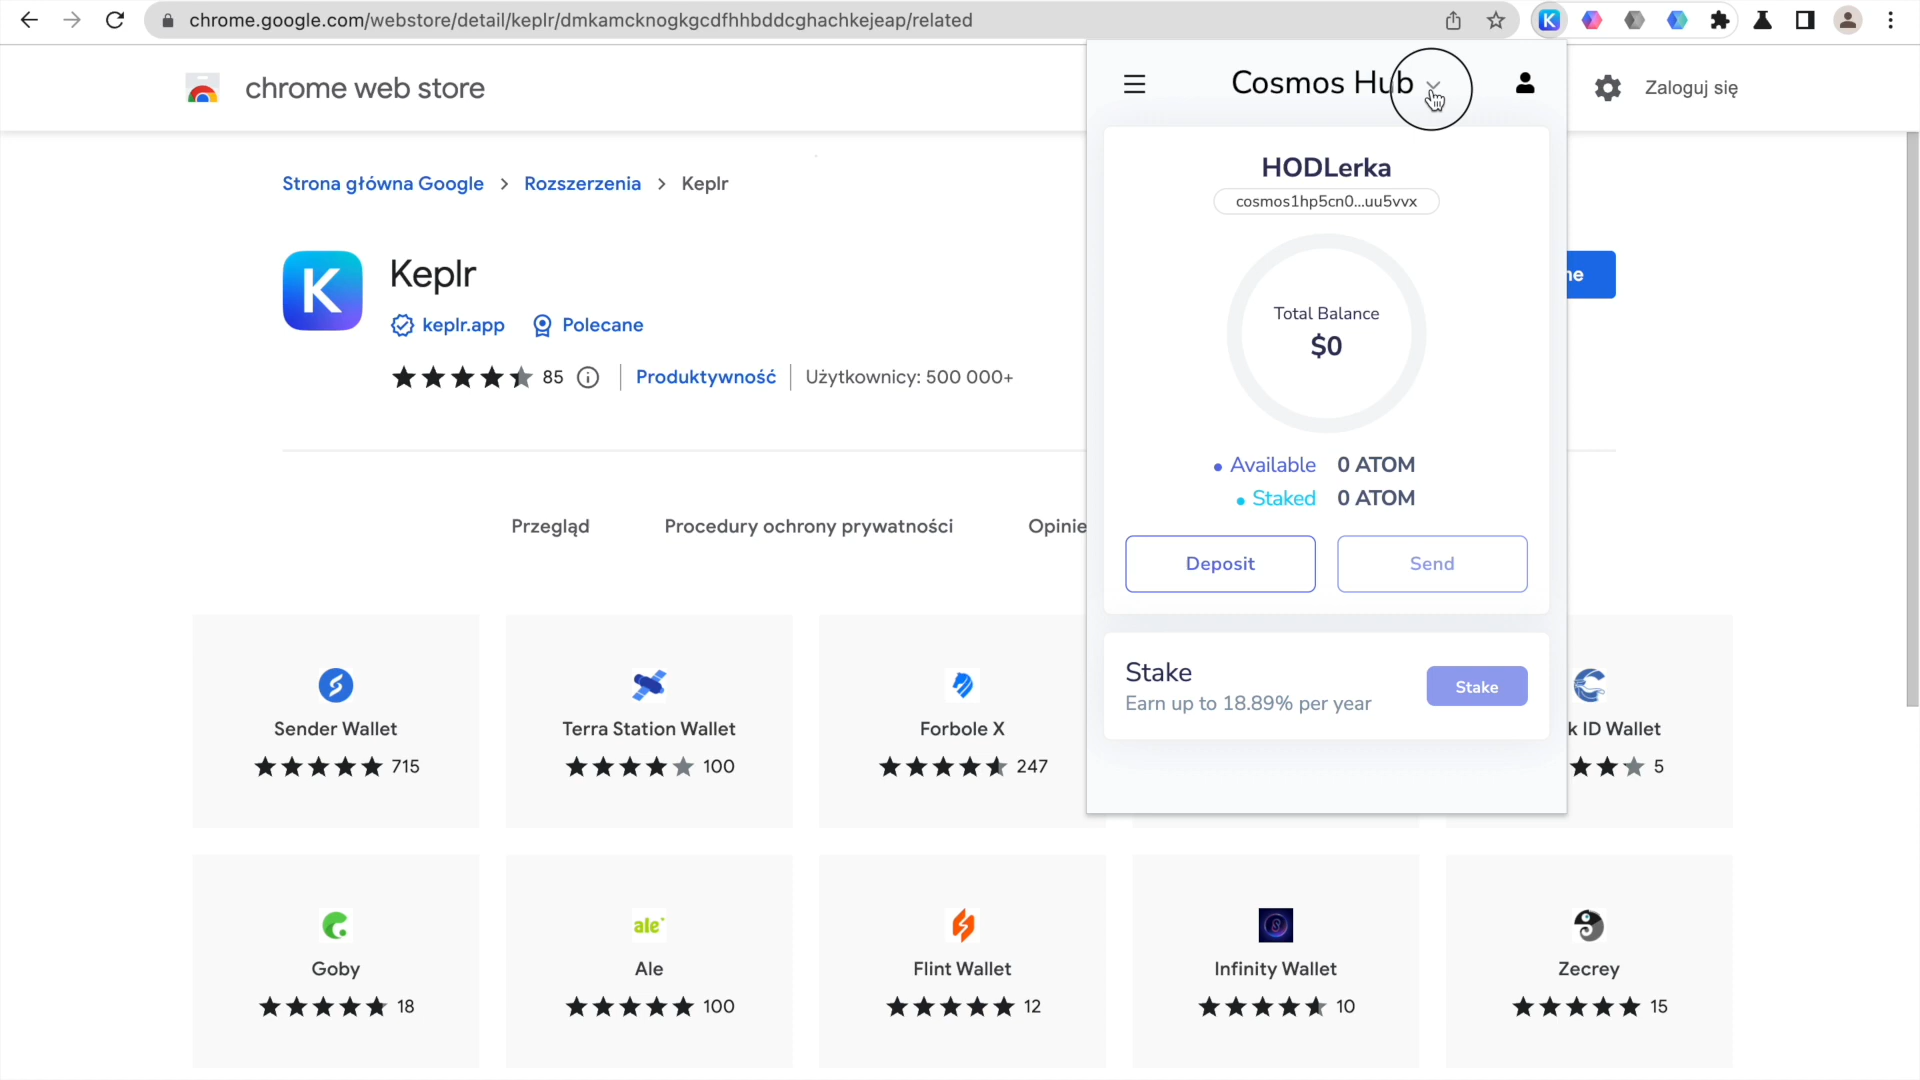 chrome.google.com/webstore/detail/keplr/dmkamcknogkgcdfhhbddcghachkejeap/related
chrome web store
Zaloguj się
Strona główna Google > Rozszerzenia > Keplr
K
Keplr
keplr.app
Polecane
85
Produktywność
Użytkownicy: 500 000+
Przegląd
Procedury ochrony prywatności
Opinie
Cosmos Hub
HODLerka
cosmos1hp5cn0...uu5vvx
Total Balance
$0
Available 0 ATOM
Staked 0 ATOM
Deposit
Send
Stake
Earn up to 18.89% per year
Stake
Sender Wallet
715
Terra Station Wallet
100
Forbole X
247
k ID Wallet
5
Goby
18
ale
Ale
100
Flint Wallet
12
Infinity Wallet
10
Zecrey
15